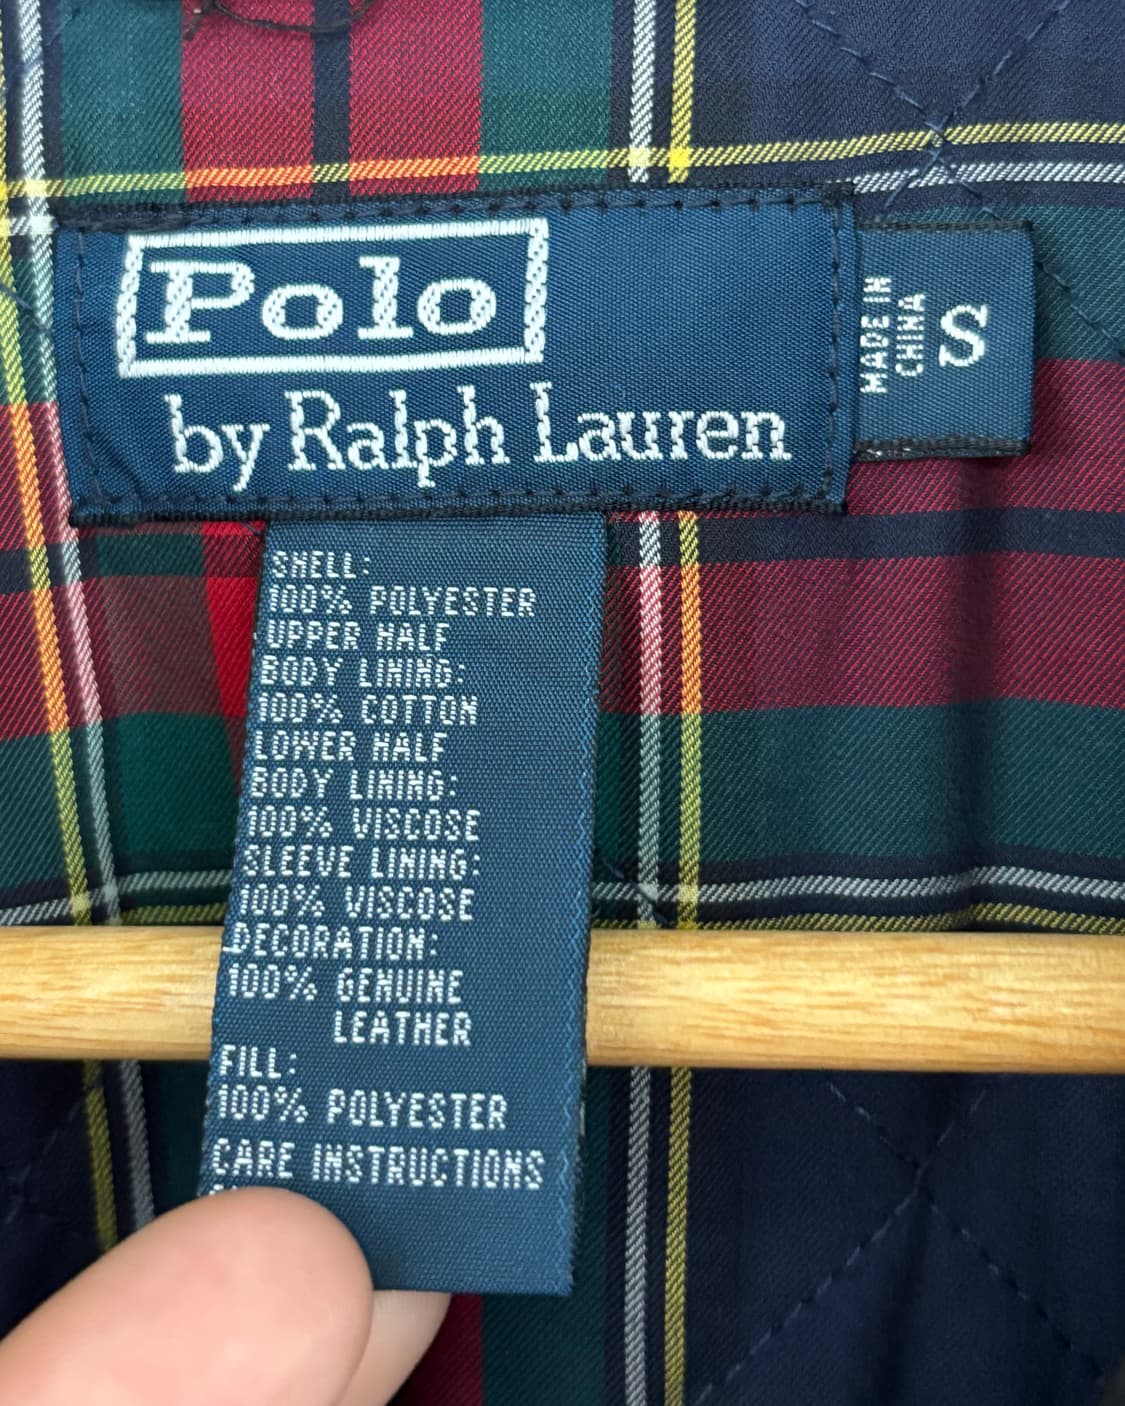 Polo
by Ralph Lauren
MADE IN
CHINA
S
SHELL:
100% POLYESTER
UPPER HALF
BODY LINING:
100% COTTON
LOWER HALF
BODY LINING:
100% VISCOSE
SLEEVE LINING:
100% VISCOSE
DECORATION:
100% GENUINE
LEATHER
FILL:
100% POLYESTER
CARE INSTRUCTIONS